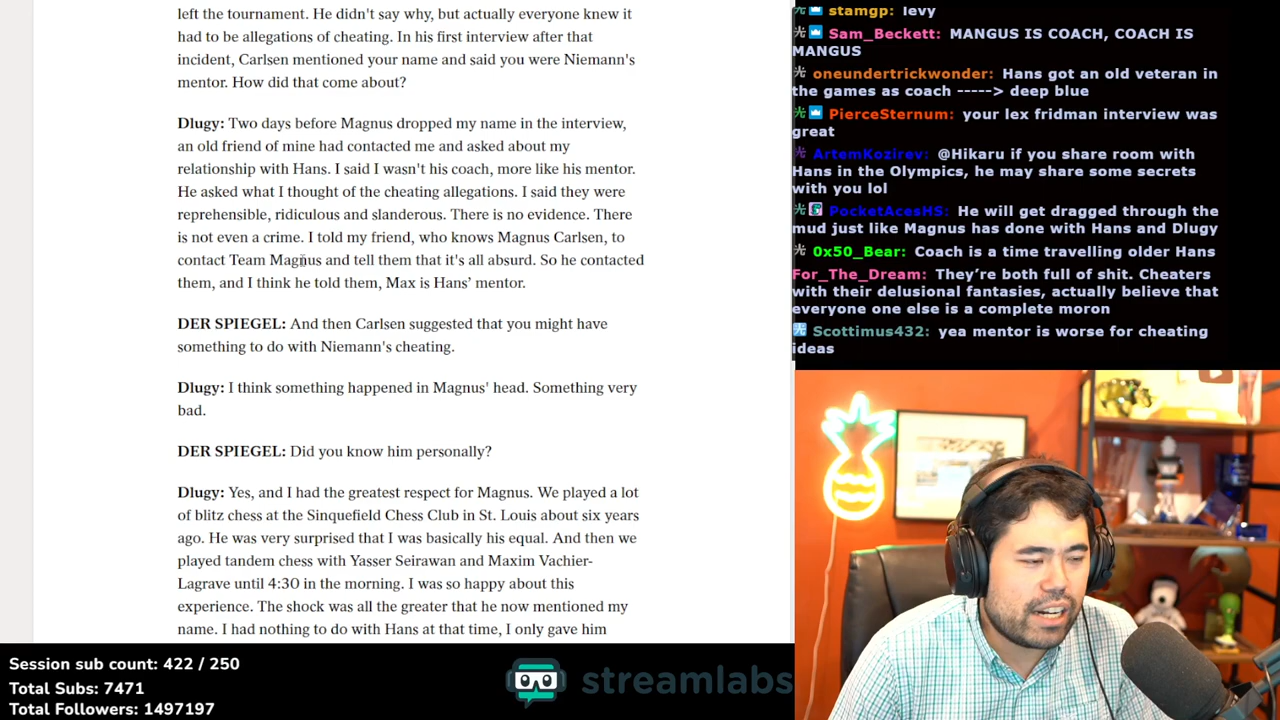 left the tournament. He didn't say why, but actually everyone knew it
had to be allegations of cheating. In his first interview after that
incident, Carlsen mentioned your name and said you were Niemann's
mentor. How did that come about?
Dlugy: Two days before Magnus dropped my name in the interview,
an old friend of mine had contacted me and asked about my
relationship with Hans. I said I wasn't his coach, more like his mentor.
He asked what I thought of the cheating allegations. I said they were
reprehensible, ridiculous and slanderous. There is no evidence. There
is not even a crime. I told my friend, who knows Magnus Carlsen, to
ontact Team Magnus and tell them that it's all absurd. So he contacted
them, and I think he told them, Max is Hans’ mentor.
DER SPIEGEL: And then Carlsen suggested that you might have
something to do with Niemann's cheating.
Dlugy: I think something happened in Magnus' head. Something very
bad.
DER SPIEGEL: Did you know him personally?
Dlugy: Yes, and I had the greatest respect for Magnus. We played a lot
of blitz chess at the Sinquefield Chess Club in St. Louis about six years
ago. He was very surprised that I was basically his equal. And then we
played tandem chess with Yasser Seirawan and Maxim Vachier-
Lagrave until 4:30 in the morning. I was so happy about this
experience. The shock was all the greater that he now mentioned my
name. I had nothing to do with Hans at that time, I only gave him
stamgp: levy
Sam_Beckett: MANGUS IS COACH, COACH IS
MANGUS
oneundertrickwonder: Hans got an old veteran in
the games as coach -----> deep blue
PierceSternum: your lex fridman interview was
great
ArtemKozirev: @Hikaru if you share room with
Hans in the Olympics, he may share some secrets
with you lol
PocketAcesHS: He will get dragged through the
mud just like Magnus has done with Hans and Dlugy
0x50_Bear: Coach is a time travelling older Hans
For_The_Dream: They’re both full of shit. Cheaters
with their delusional fantasies, actually believe that
everyone one else is a complete moron
Scottimus432: yea mentor is worse for cheating
ideas
Session sub count: 422 / 250
Total Subs: 7471
Total Followers: 1497197
streamlabs